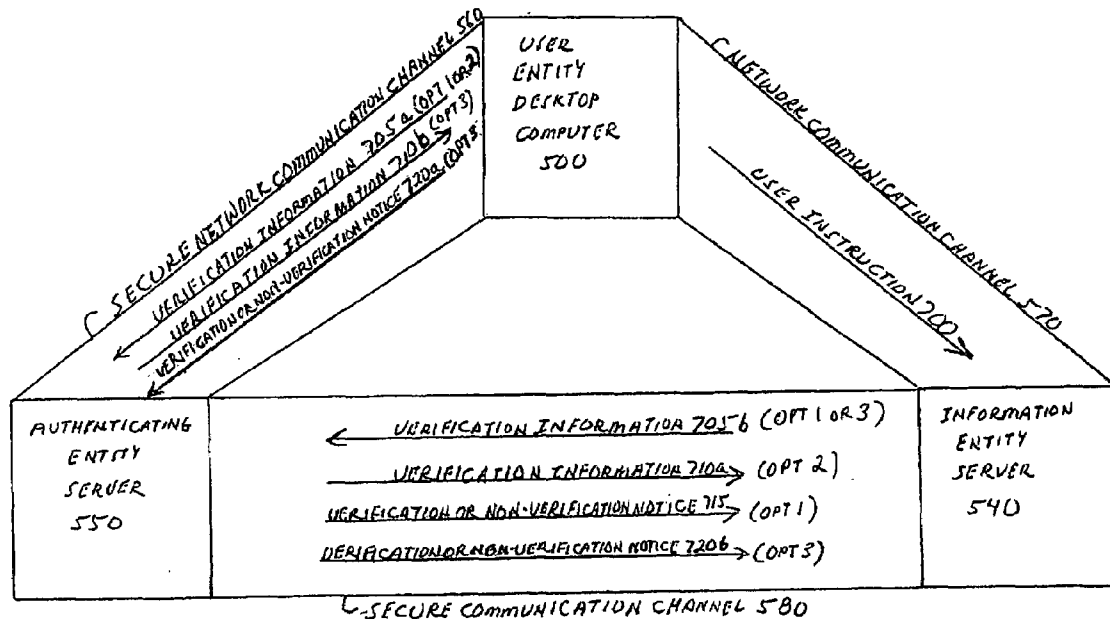 USER
ENTITY
DESKTOP
COMPUTER
500
SECURE NETWORK COMMUNICATION CHANNEL 560
VERIFICATION INFORMATION 705a (OPT 1 OR 2)
VERIFICATION INFORMATION 710b (OPT 3)
VERIFICATION OR NON-VERIFICATION NOTICE 720a (OPT 3
NETWORK COMMUNICATION CHANNEL 570
USER INSTRUCTION 700
AUTHENTICATING
ENTITY
SERVER
550
VERIFICATION INFORMATION 705b (OPT 1 OR 3)
VERIFICATION INFORMATION 710a (OPT 2)
VERIFICATION OR NON-VERIFICATION NOTICE 715 (OPT 1)
VERIFICATION OR NON-VERIFICATION NOTICE 720b (OPT 3)
INFORMATION
ENTITY
SERVER
540
SECURE COMMUNICATION CHANNEL 580